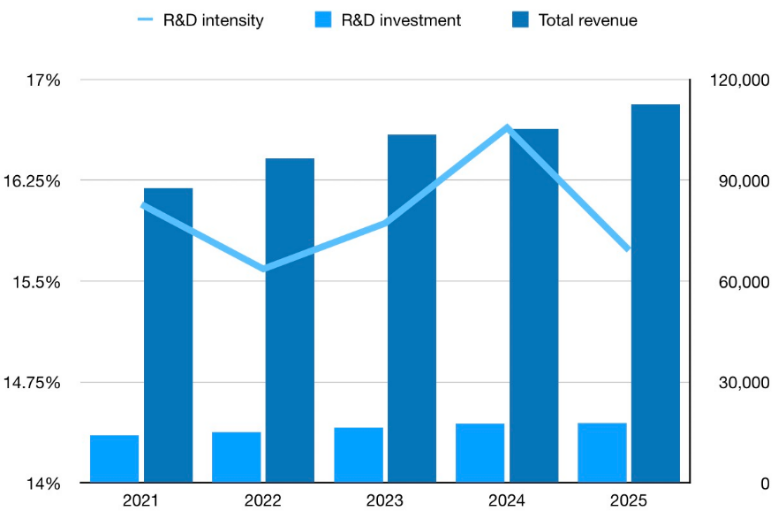 R&D intensity R&D investment Total revenue
17% 120,000
16.25% 90,000
15.5% 60,000
14.75% 30,000
14% 0
2021 2022 2023 2024 2025